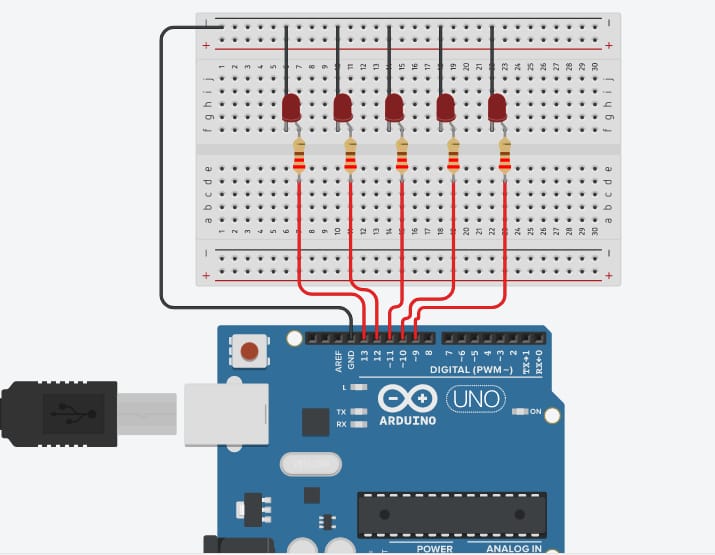 − −
+ +
1 2 3 4 5 6 7 8 9 10 11 12 13 14 15 16 17 18 19 20 21 22 23 24 25 26 27 28 29 30
j j
i i
h h
g g
f f
e e
d d
c c
b b
a a
1 2 3 4 5 6 7 8 9 10 11 12 13 14 15 16 17 18 19 20 21 22 23 24 25 26 27 28 29 30
− −
+ +
AREF GND 13 12 ~11 ~10 ~9 8 7 ~6 ~5 4 ~3 2 TX→1 RX←0
DIGITAL (PWM~)
L
TX
RX
UNO
ON
ARDUINO
POWER ANALOG IN